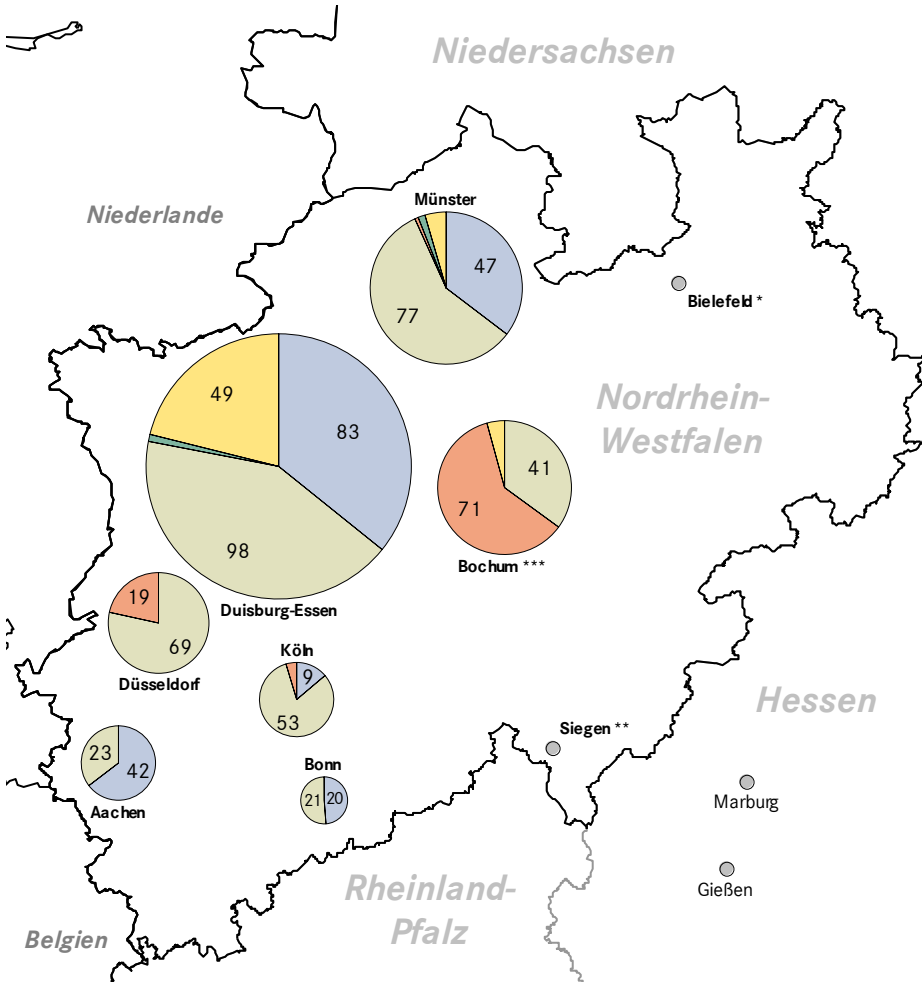 Niedersachsen
Niederlande
Münster
47
77
Bielefeld *
Nordrhein-
Westfalen
49
83
98
Duisburg-Essen
41
71
Bochum ***
19
69
Düsseldorf
Köln
9
53
Hessen
Siegen **
23
42
Aachen
Bonn
21
20
Marburg
Gießen
Rheinland-
Pfalz
Belgien